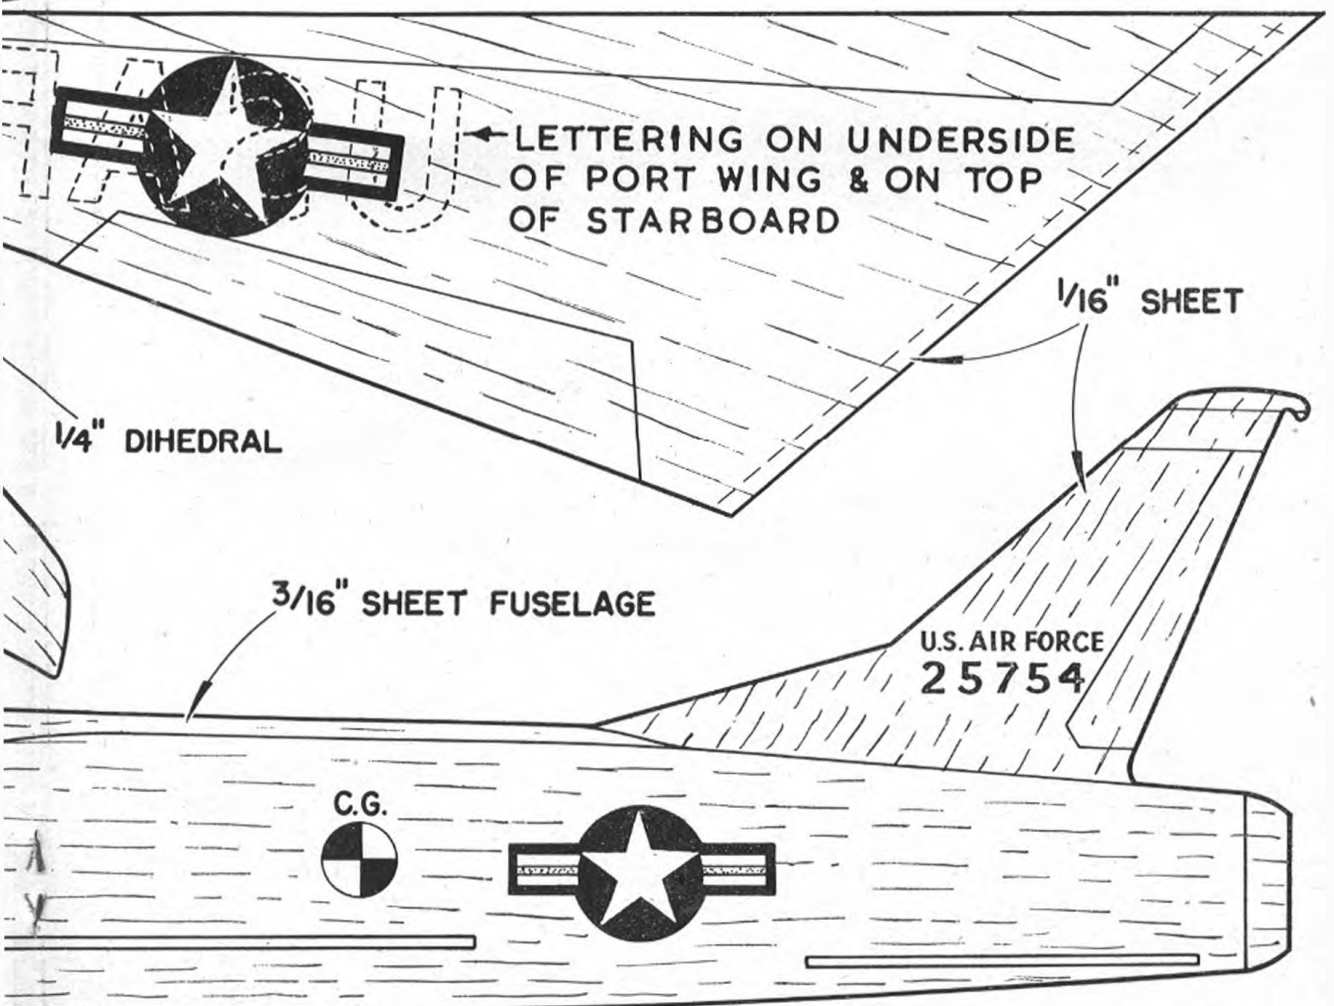 LETTERING ON UNDERSIDE
OF PORT WING & ON TOP
OF STARBOARD
1/16" SHEET
1/4" DIHEDRAL
3/16" SHEET FUSELAGE
U.S. AIR FORCE
25754
C.G.